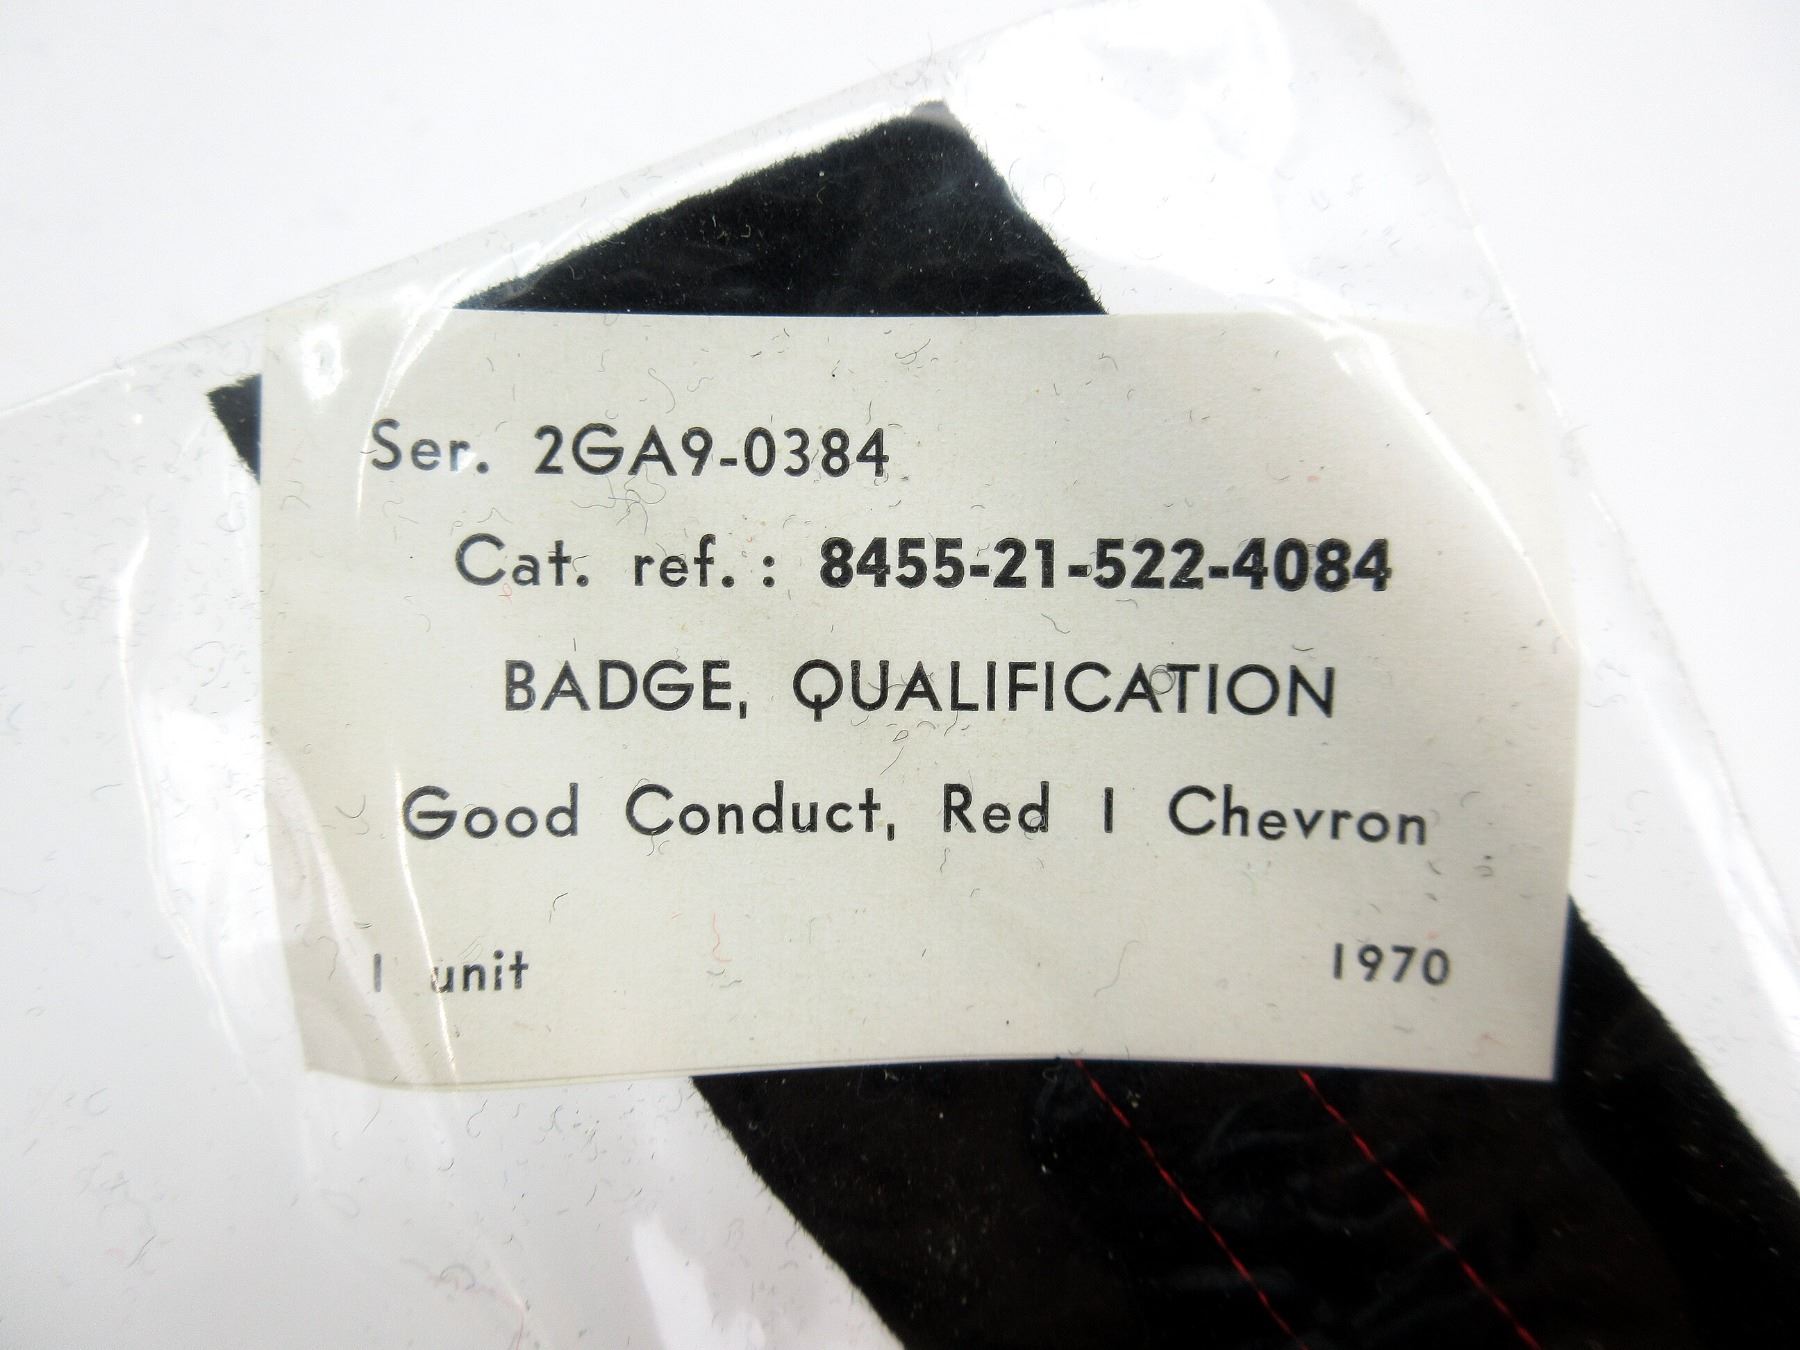 Ser. 2GA9-0384
Cat. ref. : 8455-21-522-4084
BADGE, QUALIFICATION
Good Conduct, Red 1 Chevron
1 unit 1970